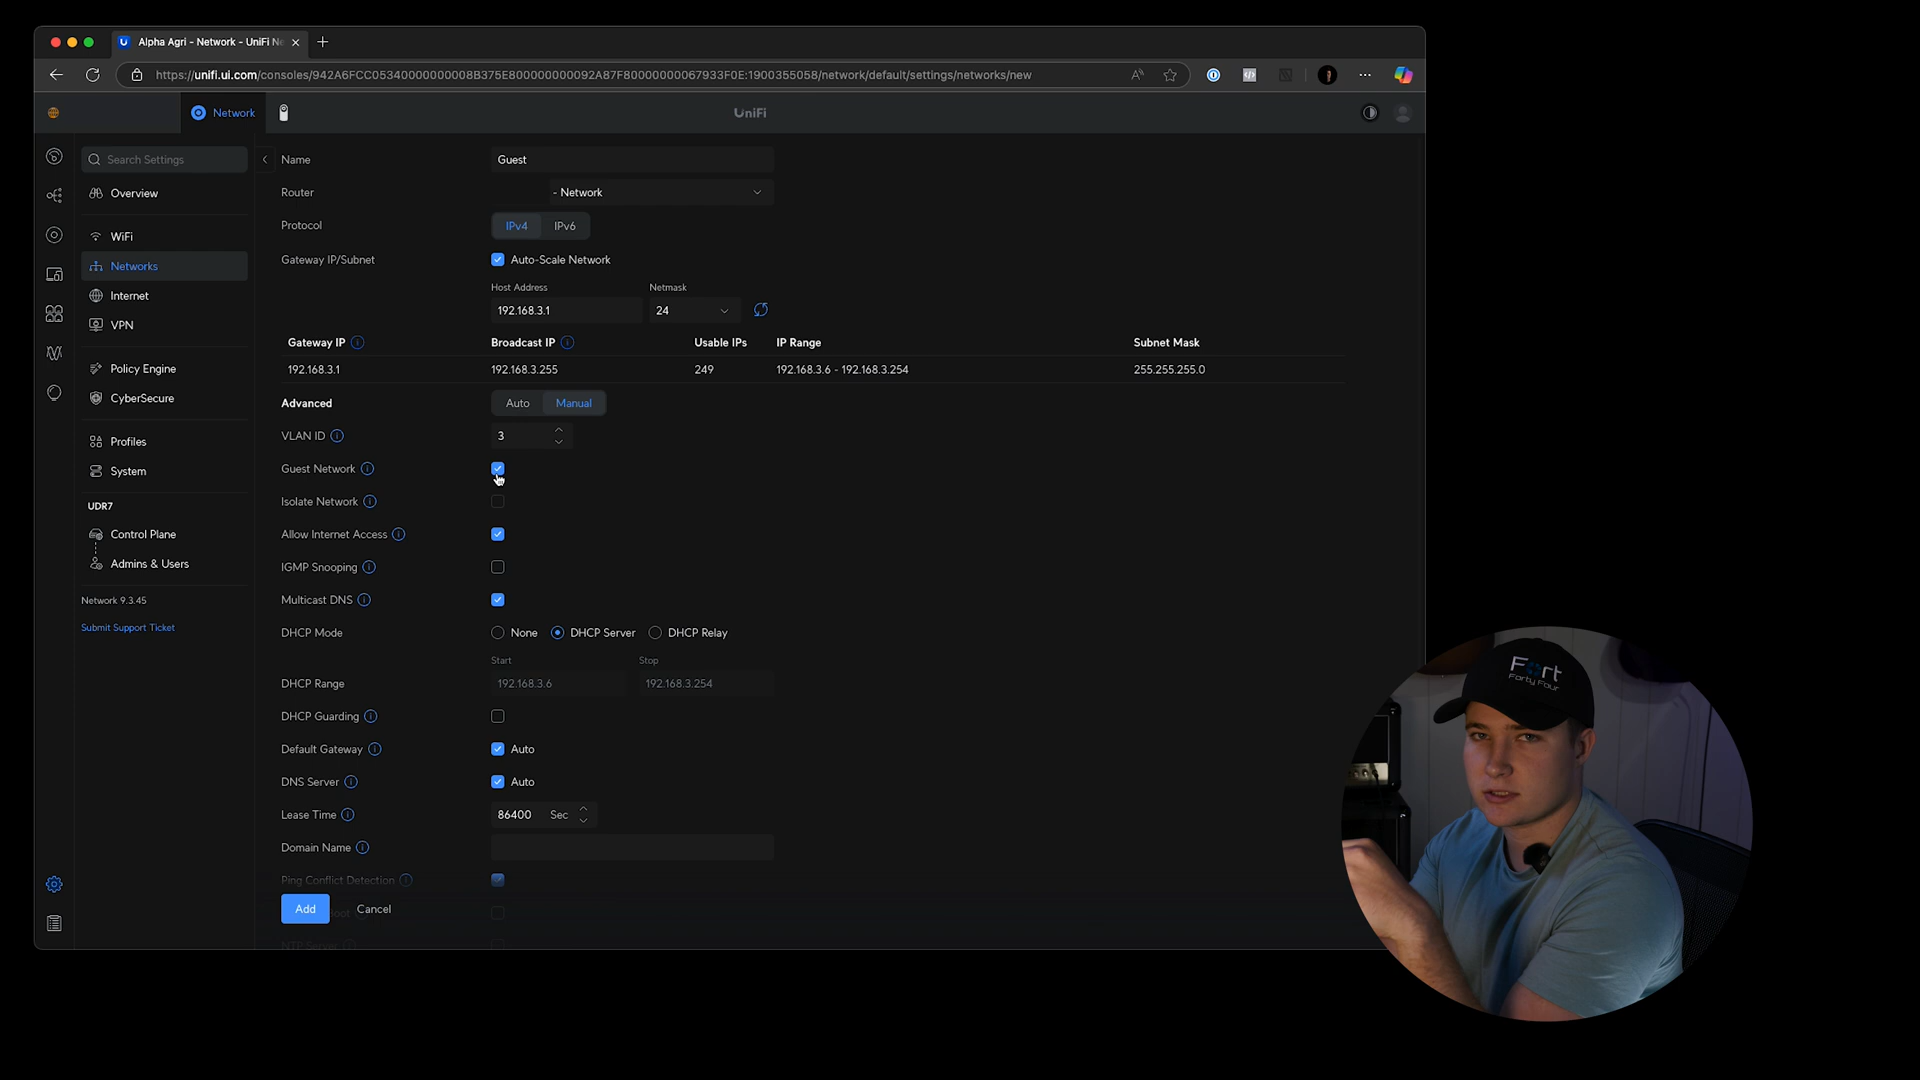 Alpha Agri - Network - UniFi Ne
https://unifi.ui.com/consoles/942A6FCC05340000000008B375E800000000092A87F80000000067933F0E:1900355058/network/default/settings/networks/new
Network
UniFi
Search Settings
Overview
WiFi
Networks
Internet
VPN
Policy Engine
CyberSecure
Profiles
System
UDR7
Control Plane
Admins & Users
Network 9.3.45
Submit Support Ticket
Name Guest
Router - Network
Protocol IPv4 IPv6
Gateway IP/Subnet Auto-Scale Network
Host Address Netmask
192.168.3.1 24
Gateway IP Broadcast IP Usable IPs IP Range Subnet Mask
192.168.3.1 192.168.3.255 249 192.168.3.6 - 192.168.3.254 255.255.255.0
Advanced Auto Manual
VLAN ID 3
Guest Network
Isolate Network
Allow Internet Access
IGMP Snooping
Multicast DNS
DHCP Mode None DHCP Server DHCP Relay
Start Stop
DHCP Range 192.168.3.6 192.168.3.254
DHCP Guarding
Default Gateway Auto
DNS Server Auto
Lease Time 86400 Sec
Domain Name
Ping Conflict Detection
Add Cancel
NTP Server
Fort
Forty Four